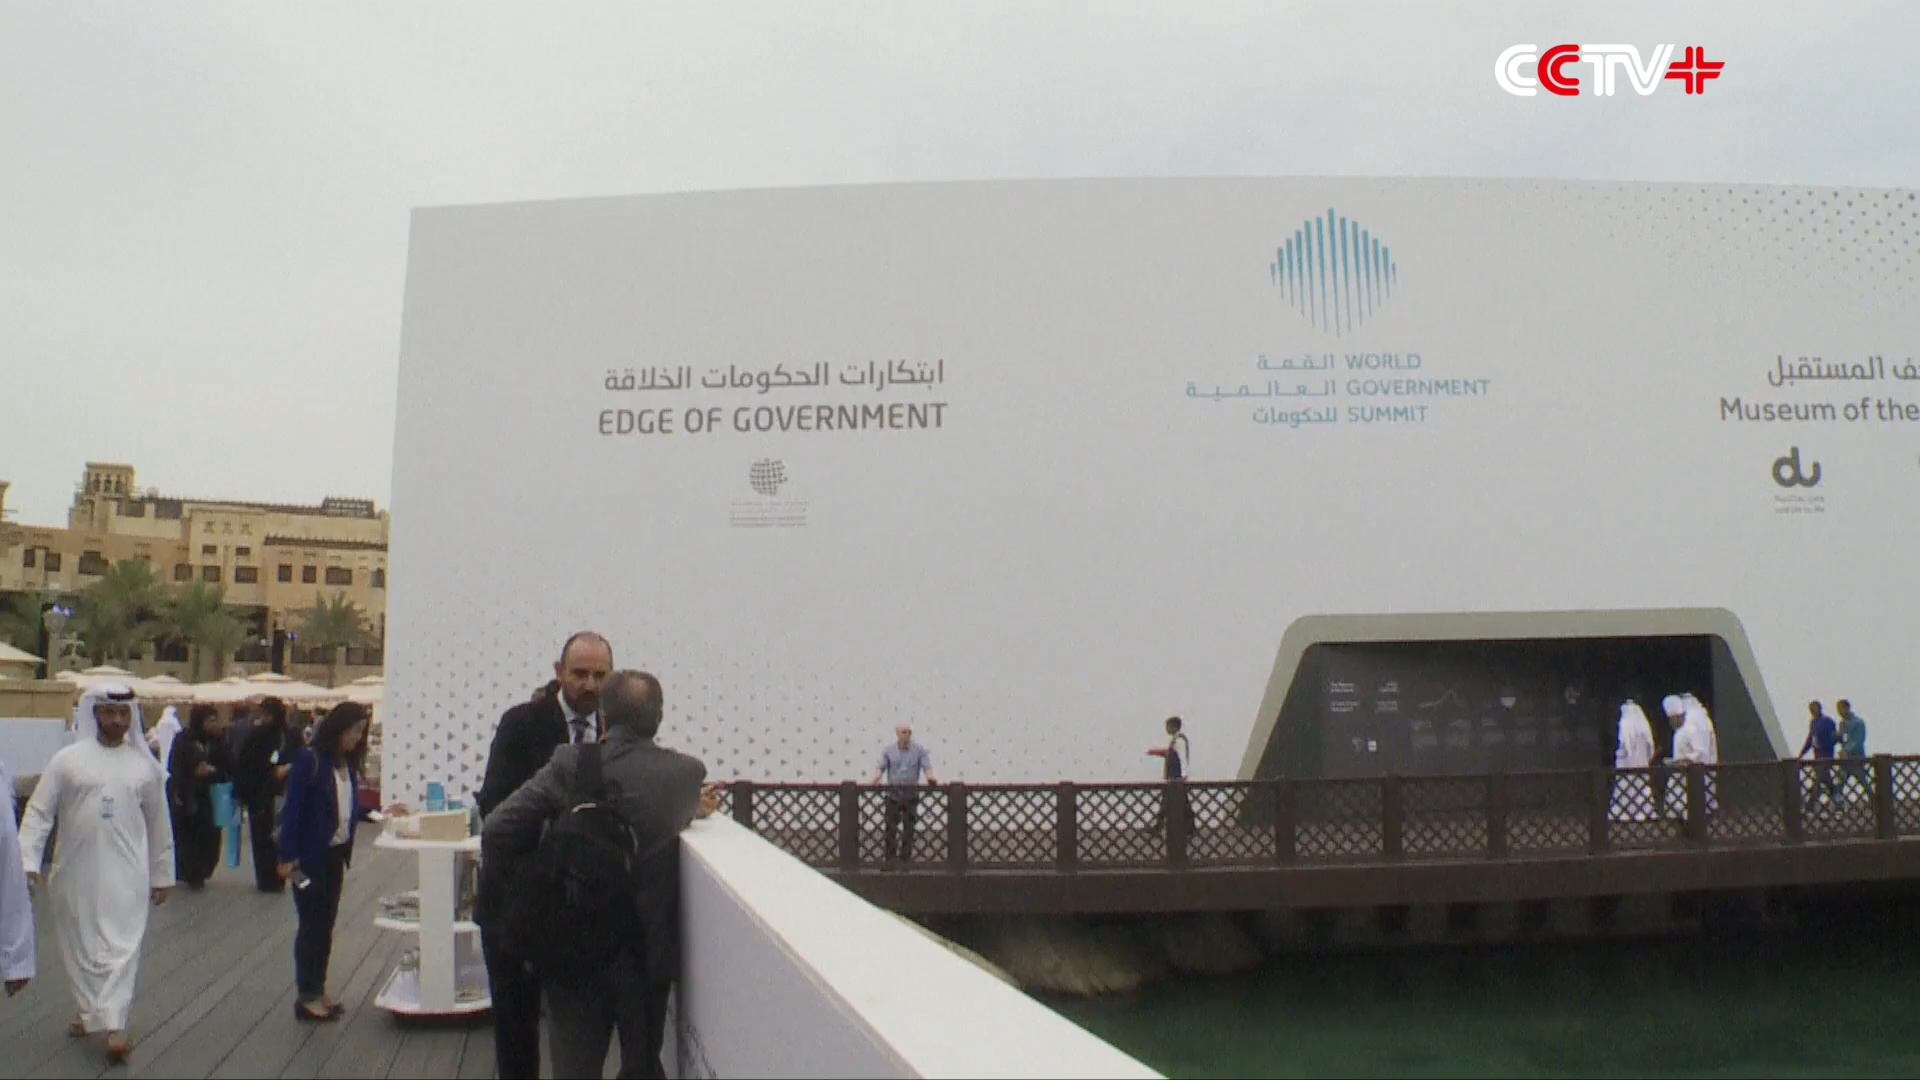 CCTV+
ابتكارات الحكومات الخلاقة
EDGE OF GOVERNMENT
القمة WORLD
العالمية GOVERNMENT
للحكومات SUMMIT
المستقبل
Museum of the
du